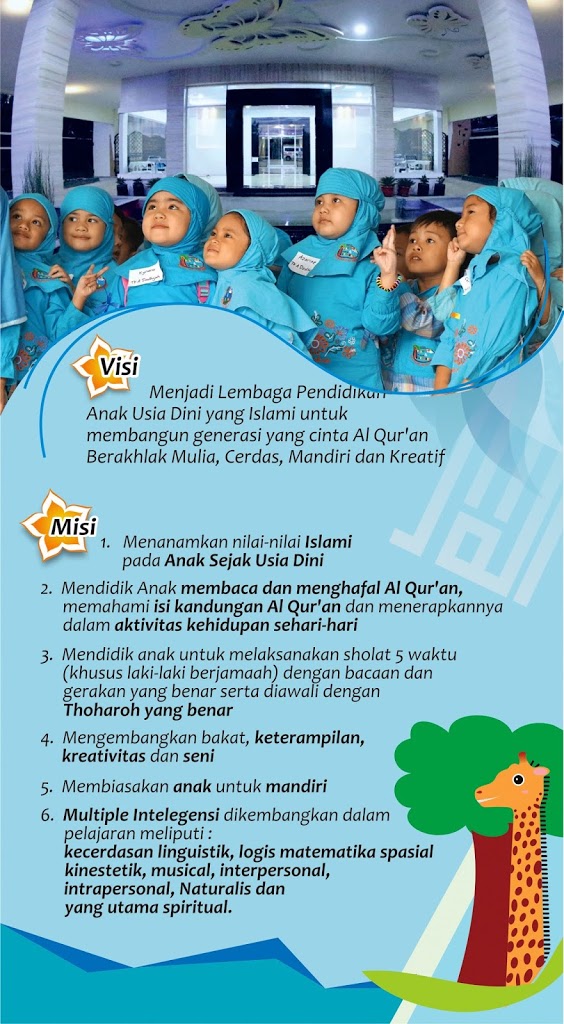 Visi
Menjadi Lembaga Pendidikan
Anak Usia Dini yang Islami untuk
membangun generasi yang cinta Al Qur'an
Berakhlak Mulia, Cerdas, Mandiri dan Kreatif
Misi
1. Menanamkan nilai-nilai Islami
pada Anak Sejak Usia Dini
2. Mendidik Anak membaca dan menghafal Al Qur'an,
memahami isi kandungan Al Qur'an dan menerapkannya
dalam aktivitas kehidupan sehari-hari
3. Mendidik anak untuk melaksanakan sholat 5 waktu
(khusus laki-laki berjamaah) dengan bacaan dan
gerakan yang benar serta diawali dengan
Thoharoh yang benar
4. Mengembangkan bakat, keterampilan,
kreativitas dan seni
5. Membiasakan anak untuk mandiri
6. Multiple Intelegensi dikembangkan dalam
pelajaran meliputi :
kecerdasan linguistik, logis matematika spasial
kinestetik, musical, interpersonal,
intrapersonal, Naturalis dan
yang utama spiritual.